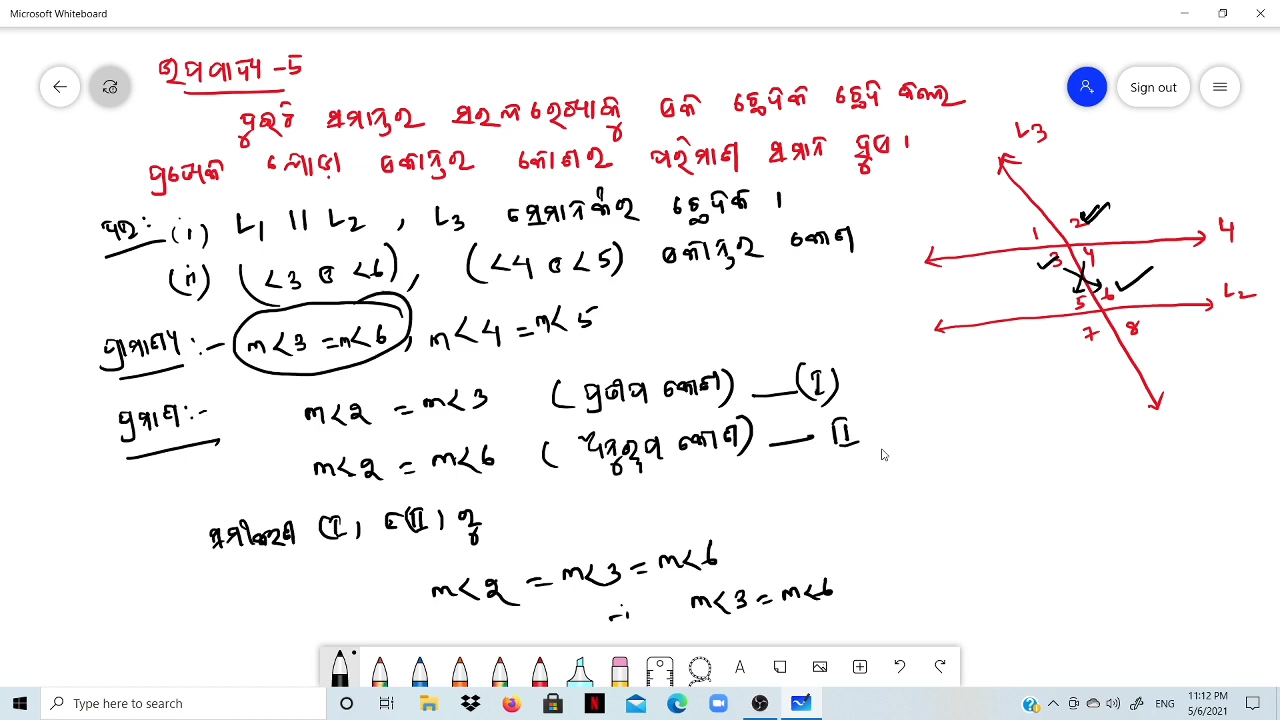 Microsoft Whiteboard
Sign out
ଉପପାଦ୍ୟ -5
ଦୁଇଟି ସମାନ୍ତର ସରଳରେଖାକୁ ଏକ ଛେଦକ ଛେଦ କଲେ
ପ୍ରତ୍ୟେକ ଯୋଡ଼ା ଏକାନ୍ତର କୋଣର ପରିମାଣ ସମାନ ହୁଏ ।
ଦତ୍ତ: (i) L1 || L2 , L3 ସେମାନଙ୍କର ଛେଦକ ।
(ii) (<3 ଓ <6) , (<4 ଓ <5) ଏକାନ୍ତର କୋଣ
ପ୍ରାମାଣ୍ୟ :- m<3 = m<6 , m<4 = m<5
ପ୍ରମାଣ:- m<2 = m<3 (ପ୍ରତୀପ କୋଣ) — (I)
m<2 = m<6 (ଅନୁରୂପ କୋଣ) — II
ସମୀକରଣ (I) ଓ (II) ରୁ
m<2 = m<3 = m<6
m<3 = m<6
L3
1 2
3 4
5 6
7 8
L2
Type here to search
ENG
11:12 PM
5/6/2021